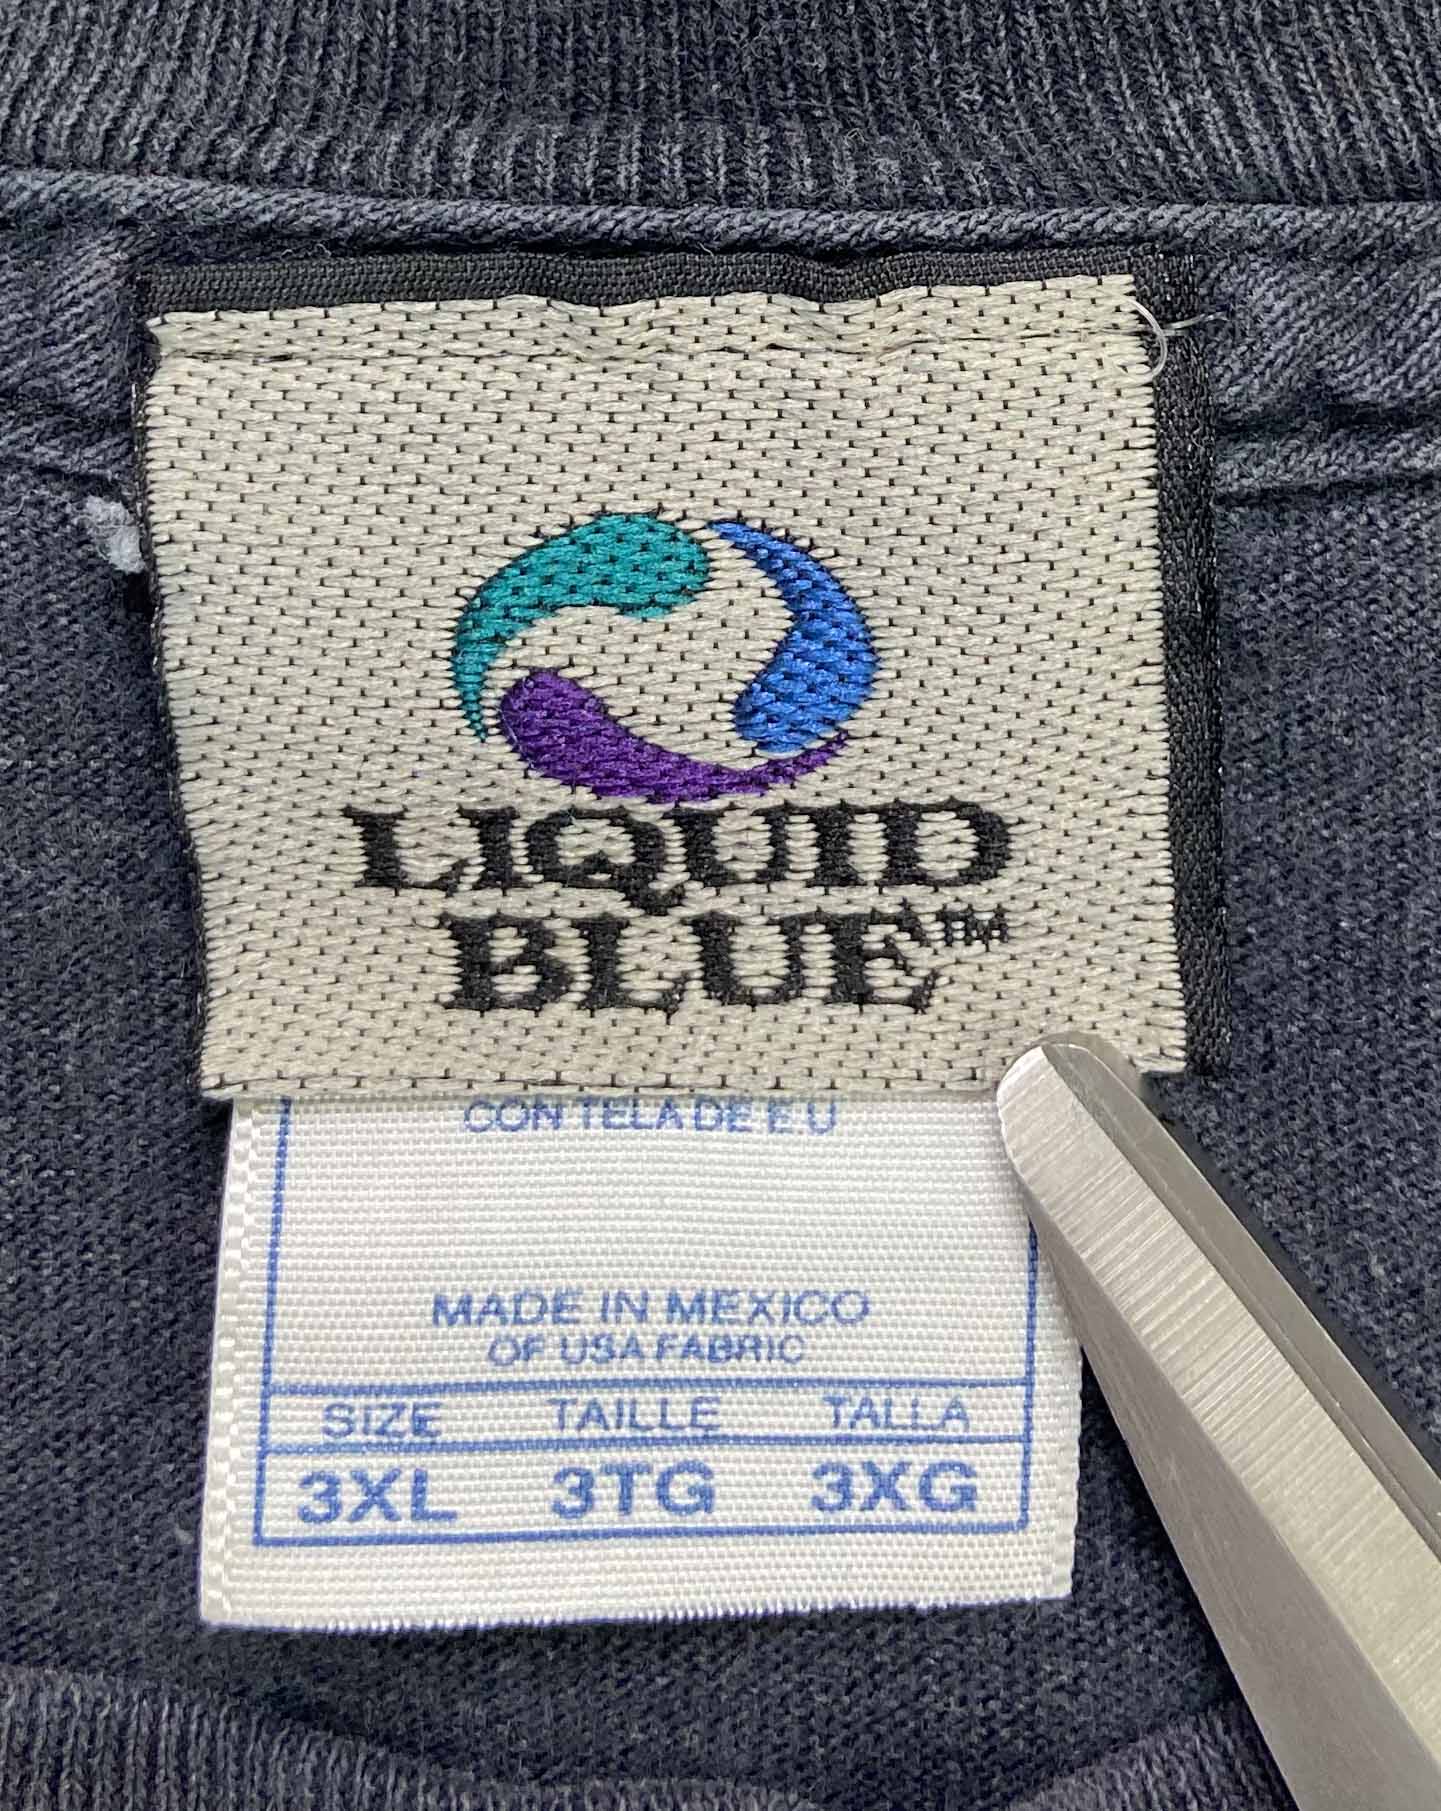 LIQUID
BLUE™
CON TELA DE E.U
MADE IN MEXICO
OF USA FABRIC
SIZE TAILLE TALLA
3XL 3TG 3XG